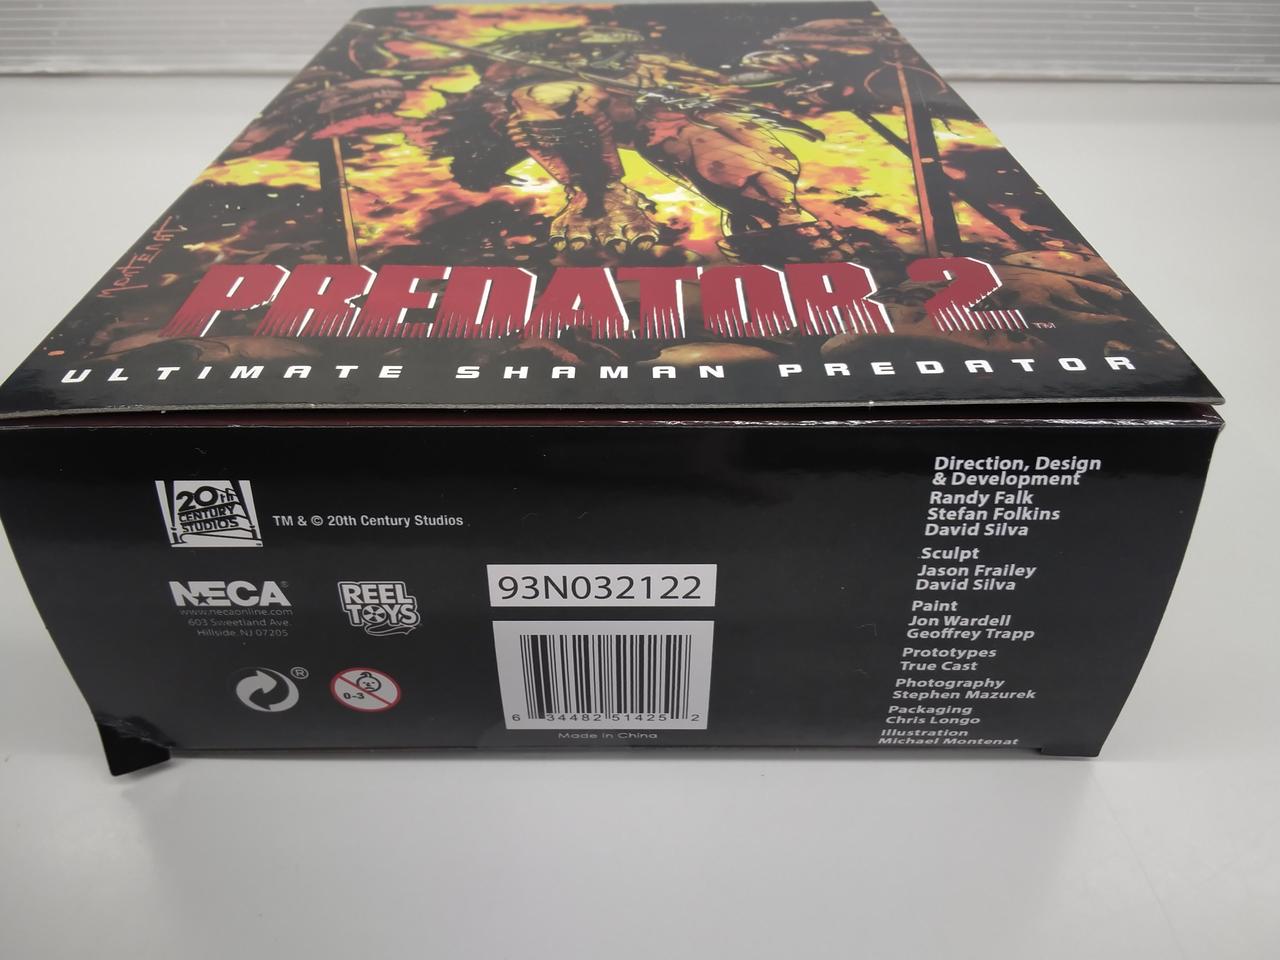 MONTENAT
PREDATOR 2™
ULTIMATE SHAMAN PREDATOR
20TH
CENTURY
STUDIOS
TM & © 20th Century Studios
NECA®
www.necaonline.com
603 Sweetland Ave.
Hillside, NJ 07205
REEL
TOYS
®
0-3
93N032122
6 34482 51425 2
Made in China
Direction, Design
& Development
Randy Falk
Stefan Folkins
David Silva
Sculpt
Jason Frailey
David Silva
Paint
Jon Wardell
Geoffrey Trapp
Prototypes
True Cast
Photography
Stephen Mazurek
Packaging
Chris Longo
Illustration
Michael Montenat